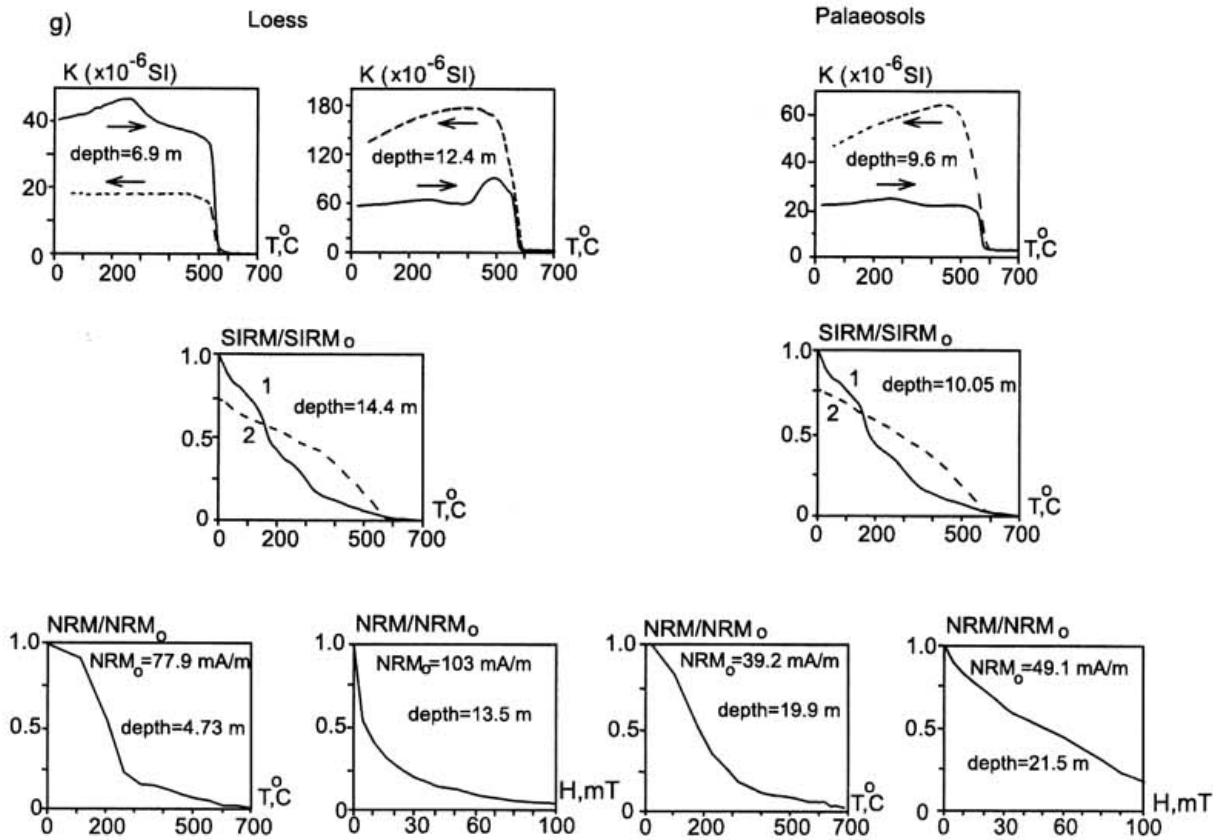 g)
Loess
Palaeosols
K (x10⁻⁶SI)
40
20
0
depth=6.9 m
0 200 500 700
T,C°
K (x10⁻⁶SI)
180
120
60
0
depth=12.4 m
0 200 500 700
T,C°
K (x10⁻⁶SI)
60
40
20
0
depth=9.6 m
0 200 500 700
T,C°
SIRM/SIRMₒ
1.0
0.5
0
1
2
depth=14.4 m
0 200 500 700
T,C°
SIRM/SIRMₒ
1.0
0.5
0
1
2
depth=10.05 m
0 200 500 700
T,C°
NRM/NRMₒ
1.0
0.5
0
NRMₒ=77.9 mA/m
depth=4.73 m
0 200 500 700
T,C°
NRM/NRMₒ
1.0
0.5
0
NRMₒ=103 mA/m
depth=13.5 m
0 30 60 100
H,mT
NRM/NRMₒ
1.0
0.5
0
NRMₒ=39.2 mA/m
depth=19.9 m
0 200 500 700
T,C°
NRM/NRMₒ
1.0
0.5
0
NRMₒ=49.1 mA/m
depth=21.5 m
0 30 60 100
H,mT